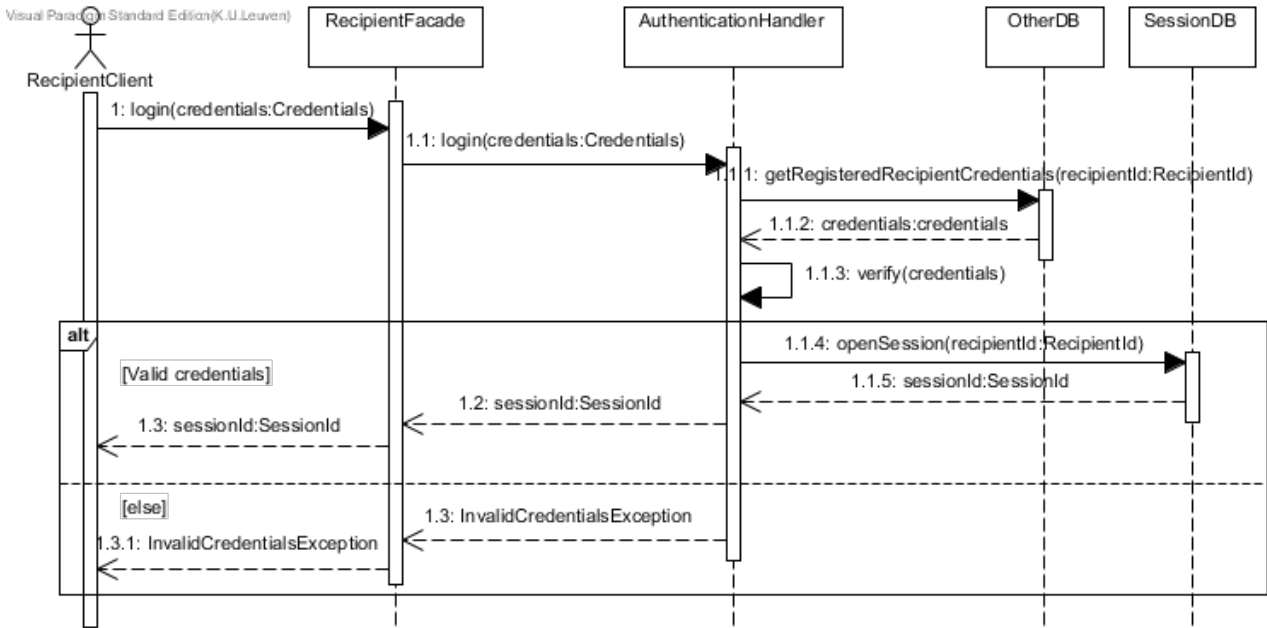 Visual Paradigm Standard Edition(K.U.Leuven)
RecipientFacade
AuthenticationHandler
OtherDB
SessionDB
RecipientClient
1: login(credentials:Credentials)
1.1: login(credentials:Credentials)
1.1.1: getRegisteredRecipientCredentials(recipientId:RecipientId)
1.1.2: credentials:credentials
1.1.3: verify(credentials)
alt
1.1.4: openSession(recipientId:RecipientId)
[Valid credentials]
1.1.5: sessionId:SessionId
1.2: sessionId:SessionId
1.3: sessionId:SessionId
[else]
1.3: InvalidCredentialsException
1.3.1: InvalidCredentialsException